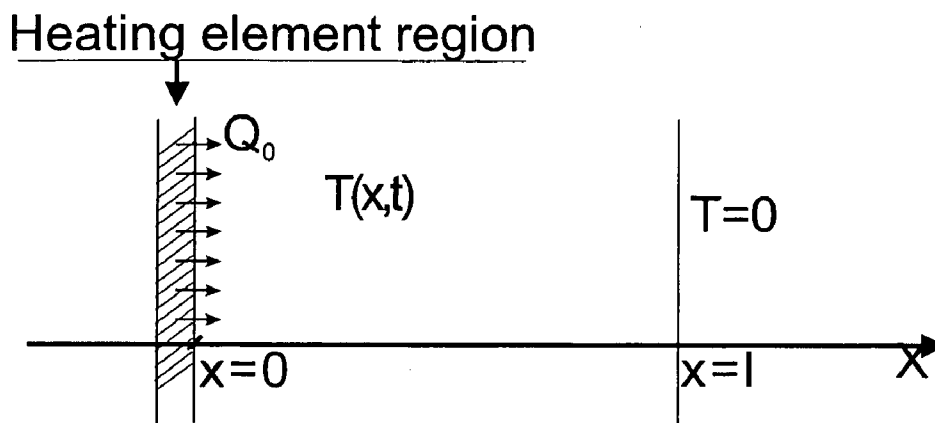 Heating element region
Q₀
T(x,t)
T=0
x=0
x=l
X